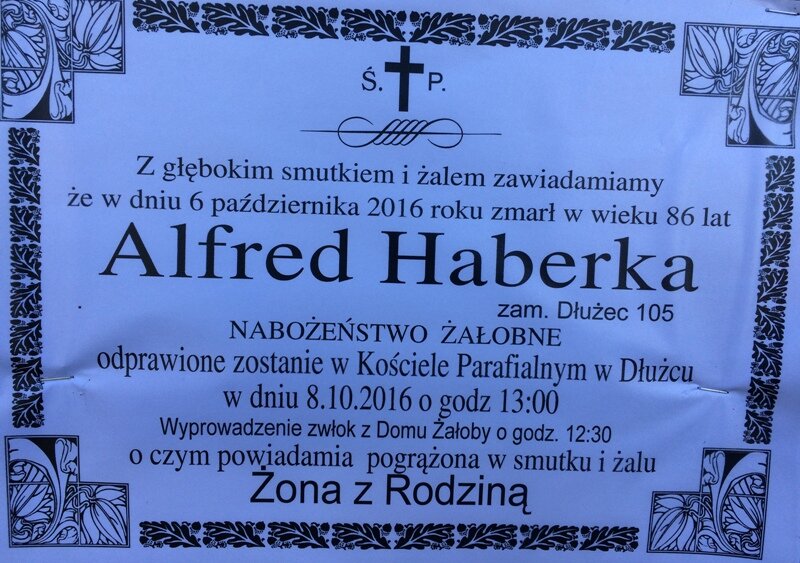 Ś. P.
Z głębokim smutkiem i żalem zawiadamiamy
że w dniu 6 października 2016 roku zmarł w wieku 86 lat
Alfred Haberka
zam. Dłużec 105
NABOŻEŃSTWO ŻAŁOBNE
odprawione zostanie w Kościele Parafialnym w Dłużcu
w dniu 8.10.2016 o godz 13:00
Wyprowadzenie zwłok z Domu Żałoby o godz. 12:30
o czym powiadamia pogrążona w smutku i żalu
Żona z Rodziną